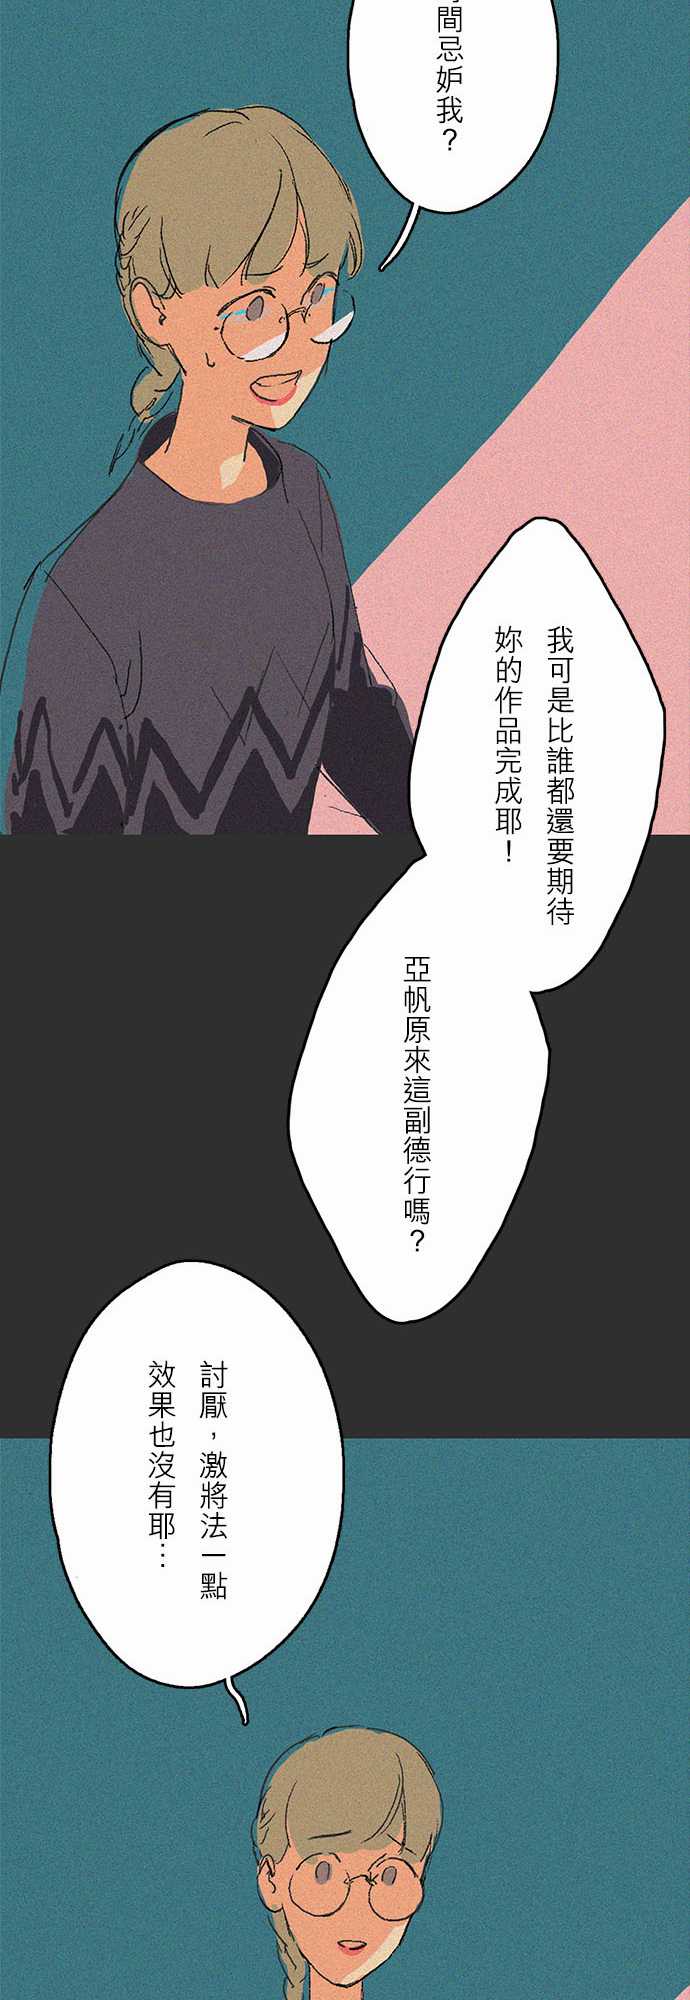 間忌妒我？
我可是比誰都還要期待
妳的作品完成耶！
亞帆原來這副德行嗎？
討厭，激將法一點
效果也沒有耶…